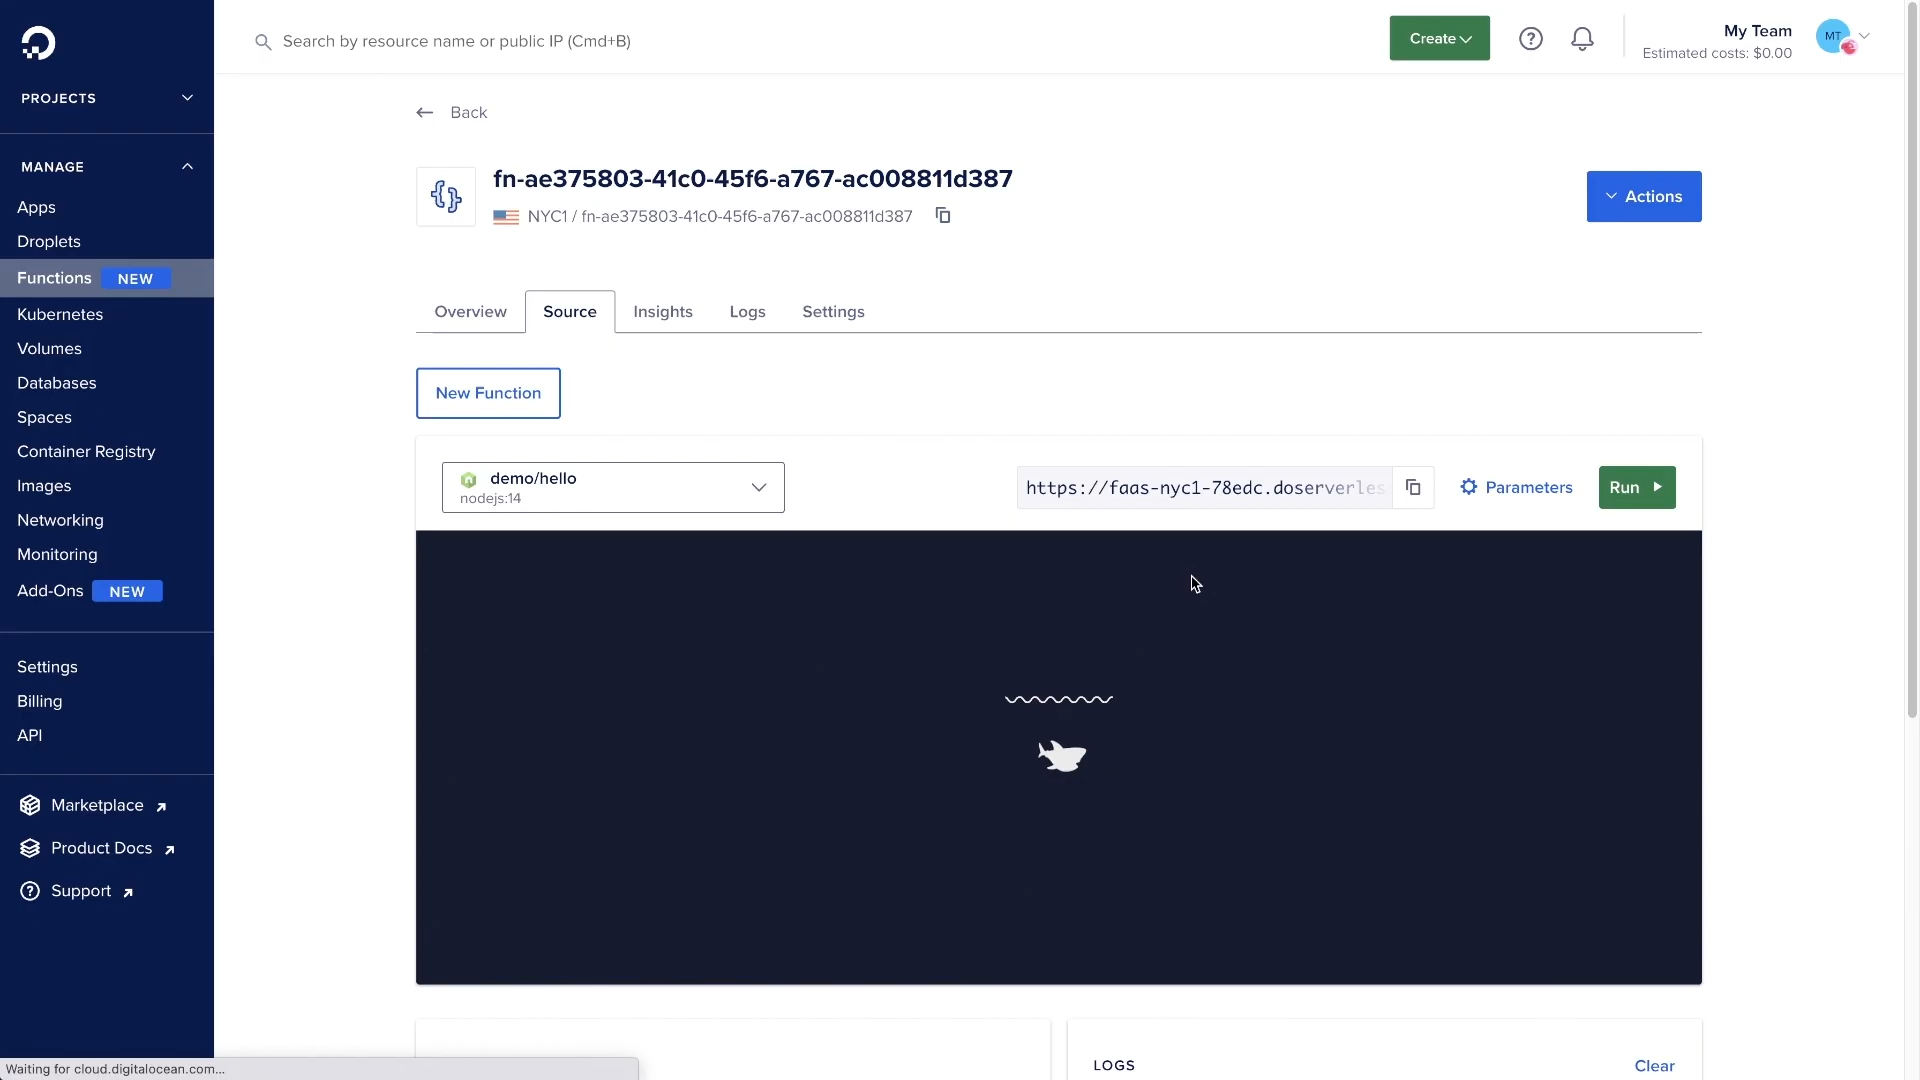 Search by resource name or public IP (Cmd+B)
Create
My Team
Estimated costs: $0.00
MT
PROJECTS
MANAGE
Apps
Droplets
Functions NEW
Kubernetes
Volumes
Databases
Spaces
Container Registry
Images
Networking
Monitoring
Add-Ons NEW
Settings
Billing
API
Marketplace
Product Docs
Support
Back
fn-ae375803-41c0-45f6-a767-ac008811d387
NYC1 / fn-ae375803-41c0-45f6-a767-ac008811d387
Actions
Overview Source Insights Logs Settings
New Function
demo/hello
nodejs:14
https://faas-nyc1-78edc.doserverles
Parameters
Run
LOGS
Clear
Waiting for cloud.digitalocean.com...